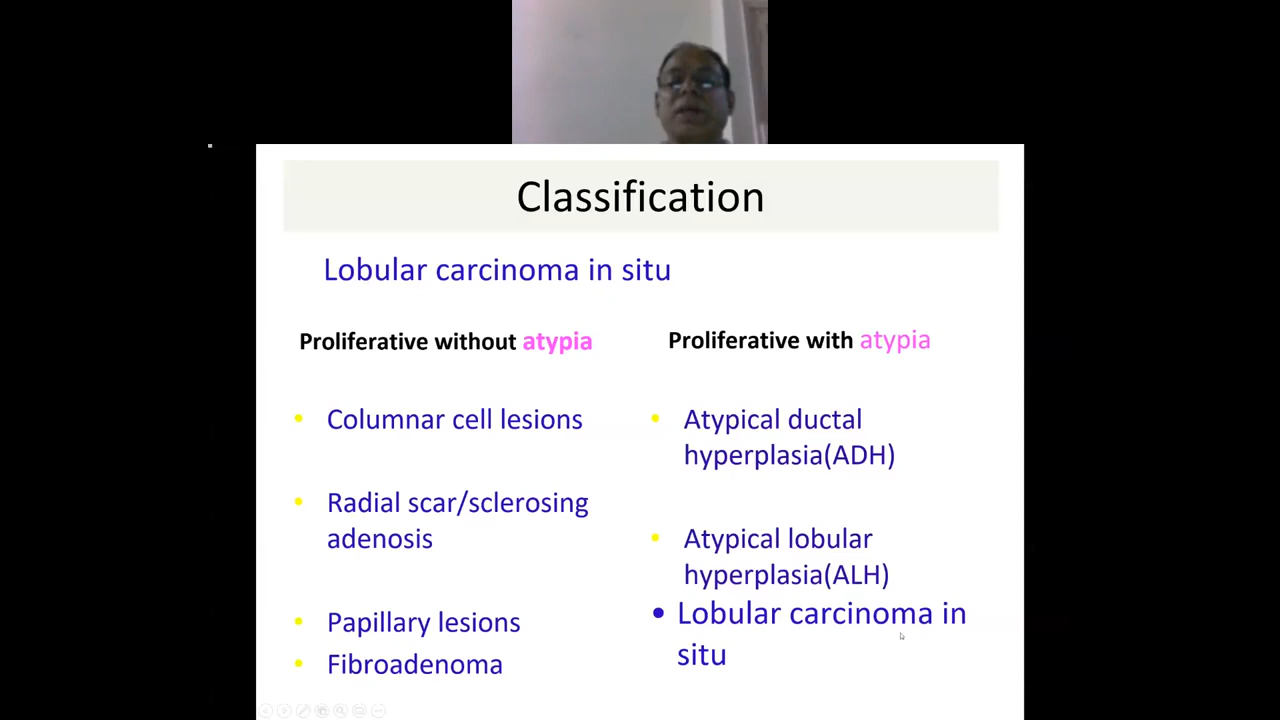 Classification
Lobular carcinoma in situ
Proliferative without atypia
• Columnar cell lesions
• Radial scar/sclerosing
adenosis
• Papillary lesions
• Fibroadenoma
Proliferative with atypia
• Atypical ductal
hyperplasia(ADH)
• Atypical lobular
hyperplasia(ALH)
• Lobular carcinoma in
situ